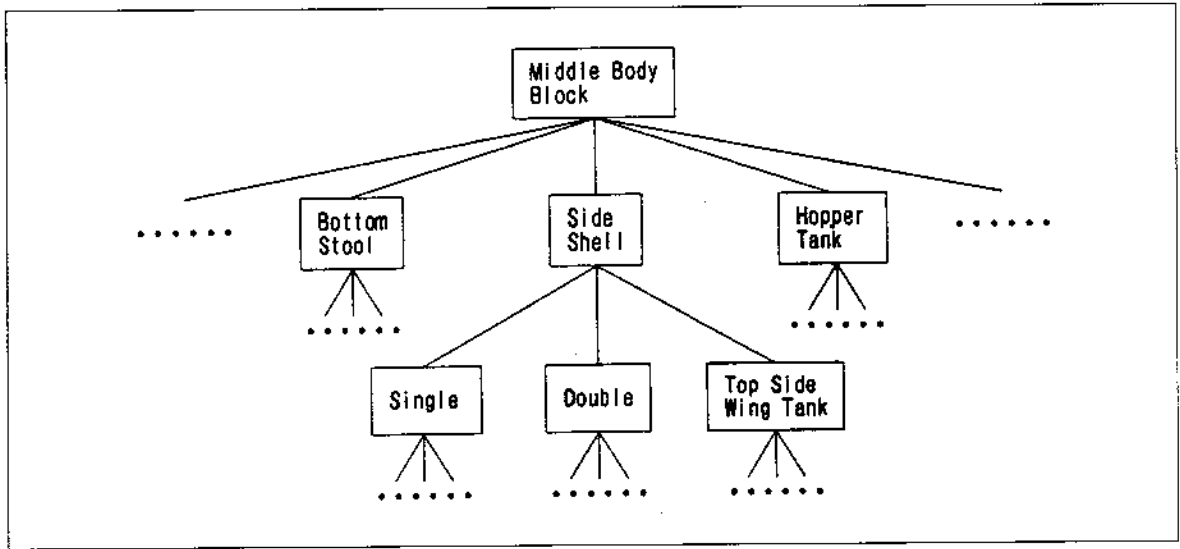 Middle Body
Block
Bottom
Stool
Side
Shell
Hopper
Tank
Single
Double
Top Side
Wing Tank